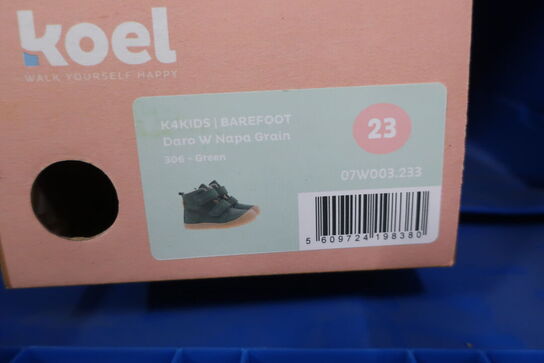 koel
WALK YOURSELF HAPPY
K4KIDS | BAREFOOT
Daro W Napa Grain
306 - Green
23
07W003.233
5 609724 198380